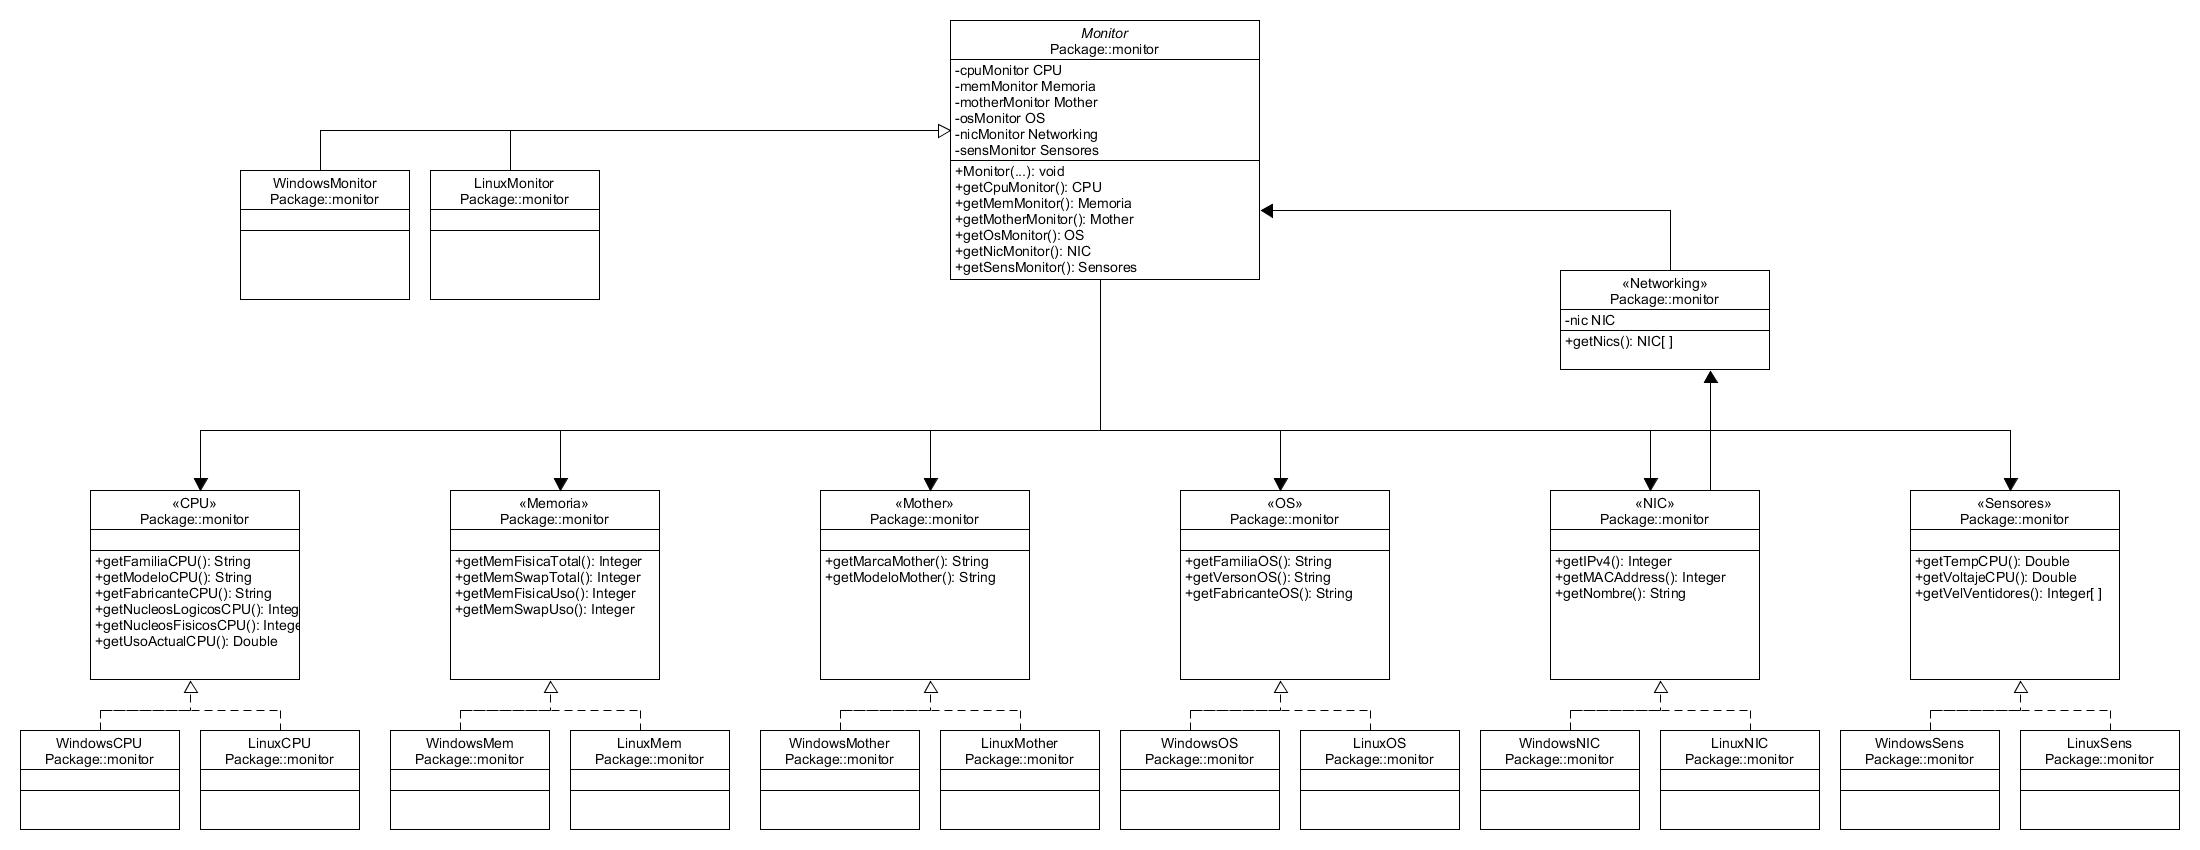 Monitor
Package::monitor
-cpuMonitor CPU
-memMonitor Memoria
-motherMonitor Mother
-osMonitor OS
-nicMonitor Networking
-sensMonitor Sensores
+Monitor(...): void
+getCpuMonitor(): CPU
+getMemMonitor(): Memoria
+getMotherMonitor(): Mother
+getOsMonitor(): OS
+getNicMonitor(): NIC
+getSensMonitor(): Sensores
WindowsMonitor
Package::monitor
LinuxMonitor
Package::monitor
«Networking»
Package::monitor
-nic NIC
+getNics(): NIC[ ]
«CPU»
Package::monitor
+getFamiliaCPU(): String
+getModeloCPU(): String
+getFabricanteCPU(): String
+getNucleosLogicosCPU(): Integ
+getNucleosFisicosCPU(): Intege
+getUsoActualCPU(): Double
«Memoria»
Package::monitor
+getMemFisicaTotal(): Integer
+getMemSwapTotal(): Integer
+getMemFisicaUso(): Integer
+getMemSwapUso(): Integer
«Mother»
Package::monitor
+getMarcaMother(): String
+getModeloMother(): String
«OS»
Package::monitor
+getFamiliaOS(): String
+getVersonOS(): String
+getFabricanteOS(): String
«NIC»
Package::monitor
+getIPv4(): Integer
+getMACAddress(): Integer
+getNombre(): String
«Sensores»
Package::monitor
+getTempCPU(): Double
+getVoltajeCPU(): Double
+getVelVentidores(): Integer[ ]
WindowsCPU
Package::monitor
LinuxCPU
Package::monitor
WindowsMem
Package::monitor
LinuxMem
Package::monitor
WindowsMother
Package::monitor
LinuxMother
Package::monitor
WindowsOS
Package::monitor
LinuxOS
Package::monitor
WindowsNIC
Package::monitor
LinuxNIC
Package::monitor
WindowsSens
Package::monitor
LinuxSens
Package::monitor